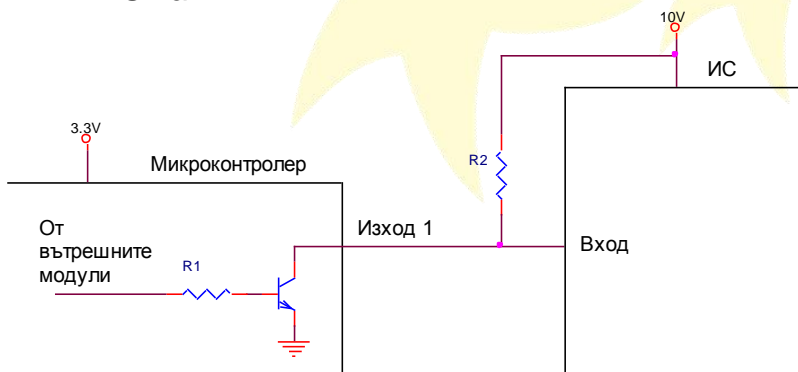 10V
ИС
3.3V
Микроконтролер
R2
От
вътрешните
модули
R1
Изход 1
Вход